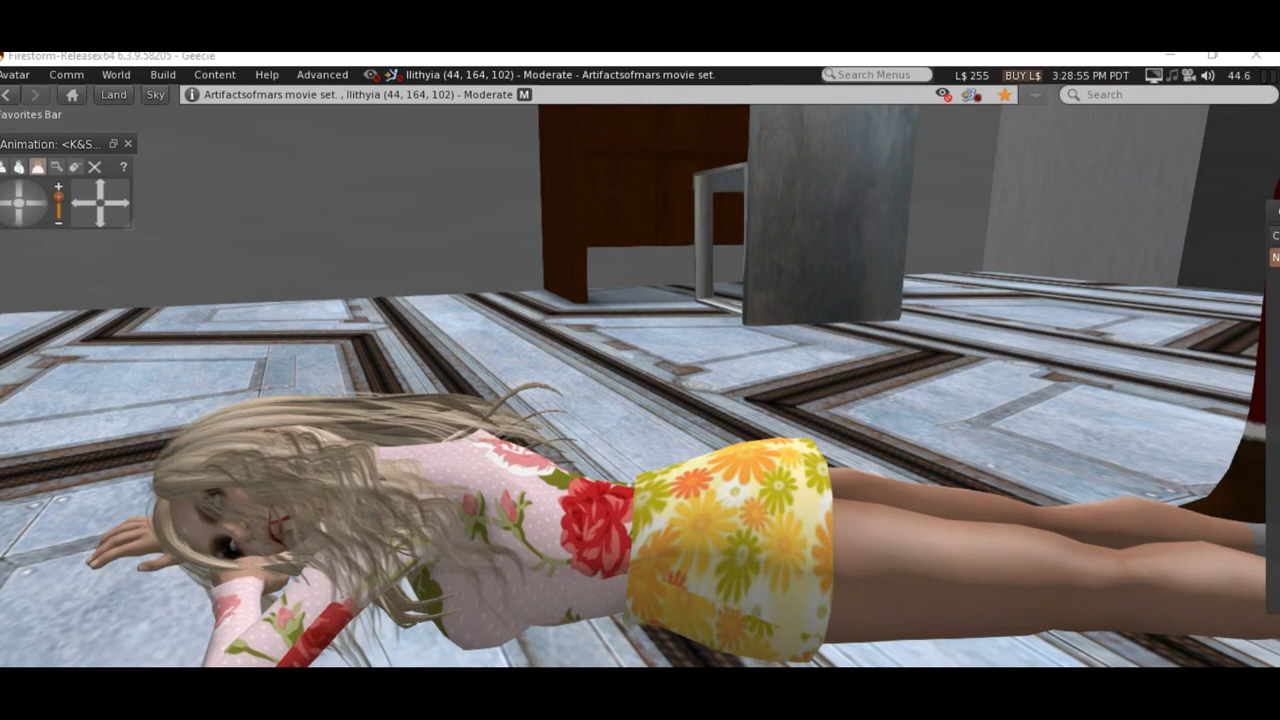 Firestorm-Releasex64 6.3.9.58205 - Geecie
Avatar Comm World Build Content Help Advanced Ilithyia (44, 164, 102) - Moderate - Artifactsofmars movie set. Search Menus L$ 255 BUY L$ 3:28:55 PM PDT 44.6
Land Sky Artifactsofmars movie set. , Ilithyia (44, 164, 102) - Moderate M Search
Favorites Bar
Animation: <K&S...
?
C
N